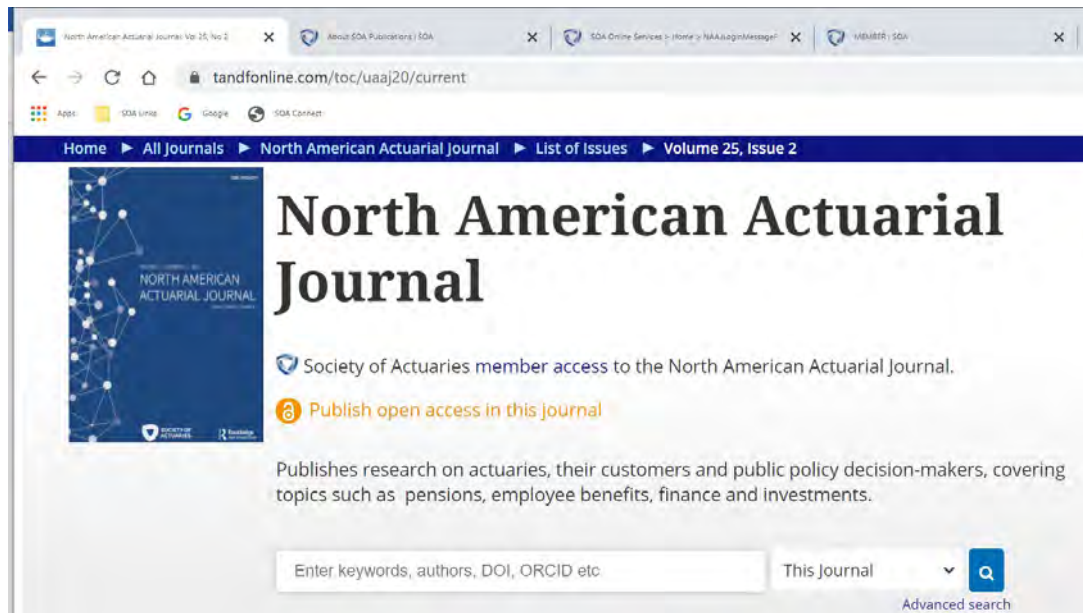 North American Actuarial Journal: Vol 25, No 2
About SOA Publications | SOA
SOA Online Services > Home > NAAJLoginMessageP
MEMBER | SOA
tandfonline.com/toc/uaaj20/current
Apps
SOA Links
Google
SOA Connect
Home ▶ All Journals ▶ North American Actuarial Journal ▶ List of Issues ▶ Volume 25, Issue 2
NORTH AMERICAN
ACTUARIAL JOURNAL
SOCIETY OF
ACTUARIES
Routledge
North American Actuarial
Journal
Society of Actuaries member access to the North American Actuarial Journal.
Publish open access in this journal
Publishes research on actuaries, their customers and public policy decision-makers, covering
topics such as pensions, employee benefits, finance and investments.
Enter keywords, authors, DOI, ORCID etc
This Journal
Advanced search